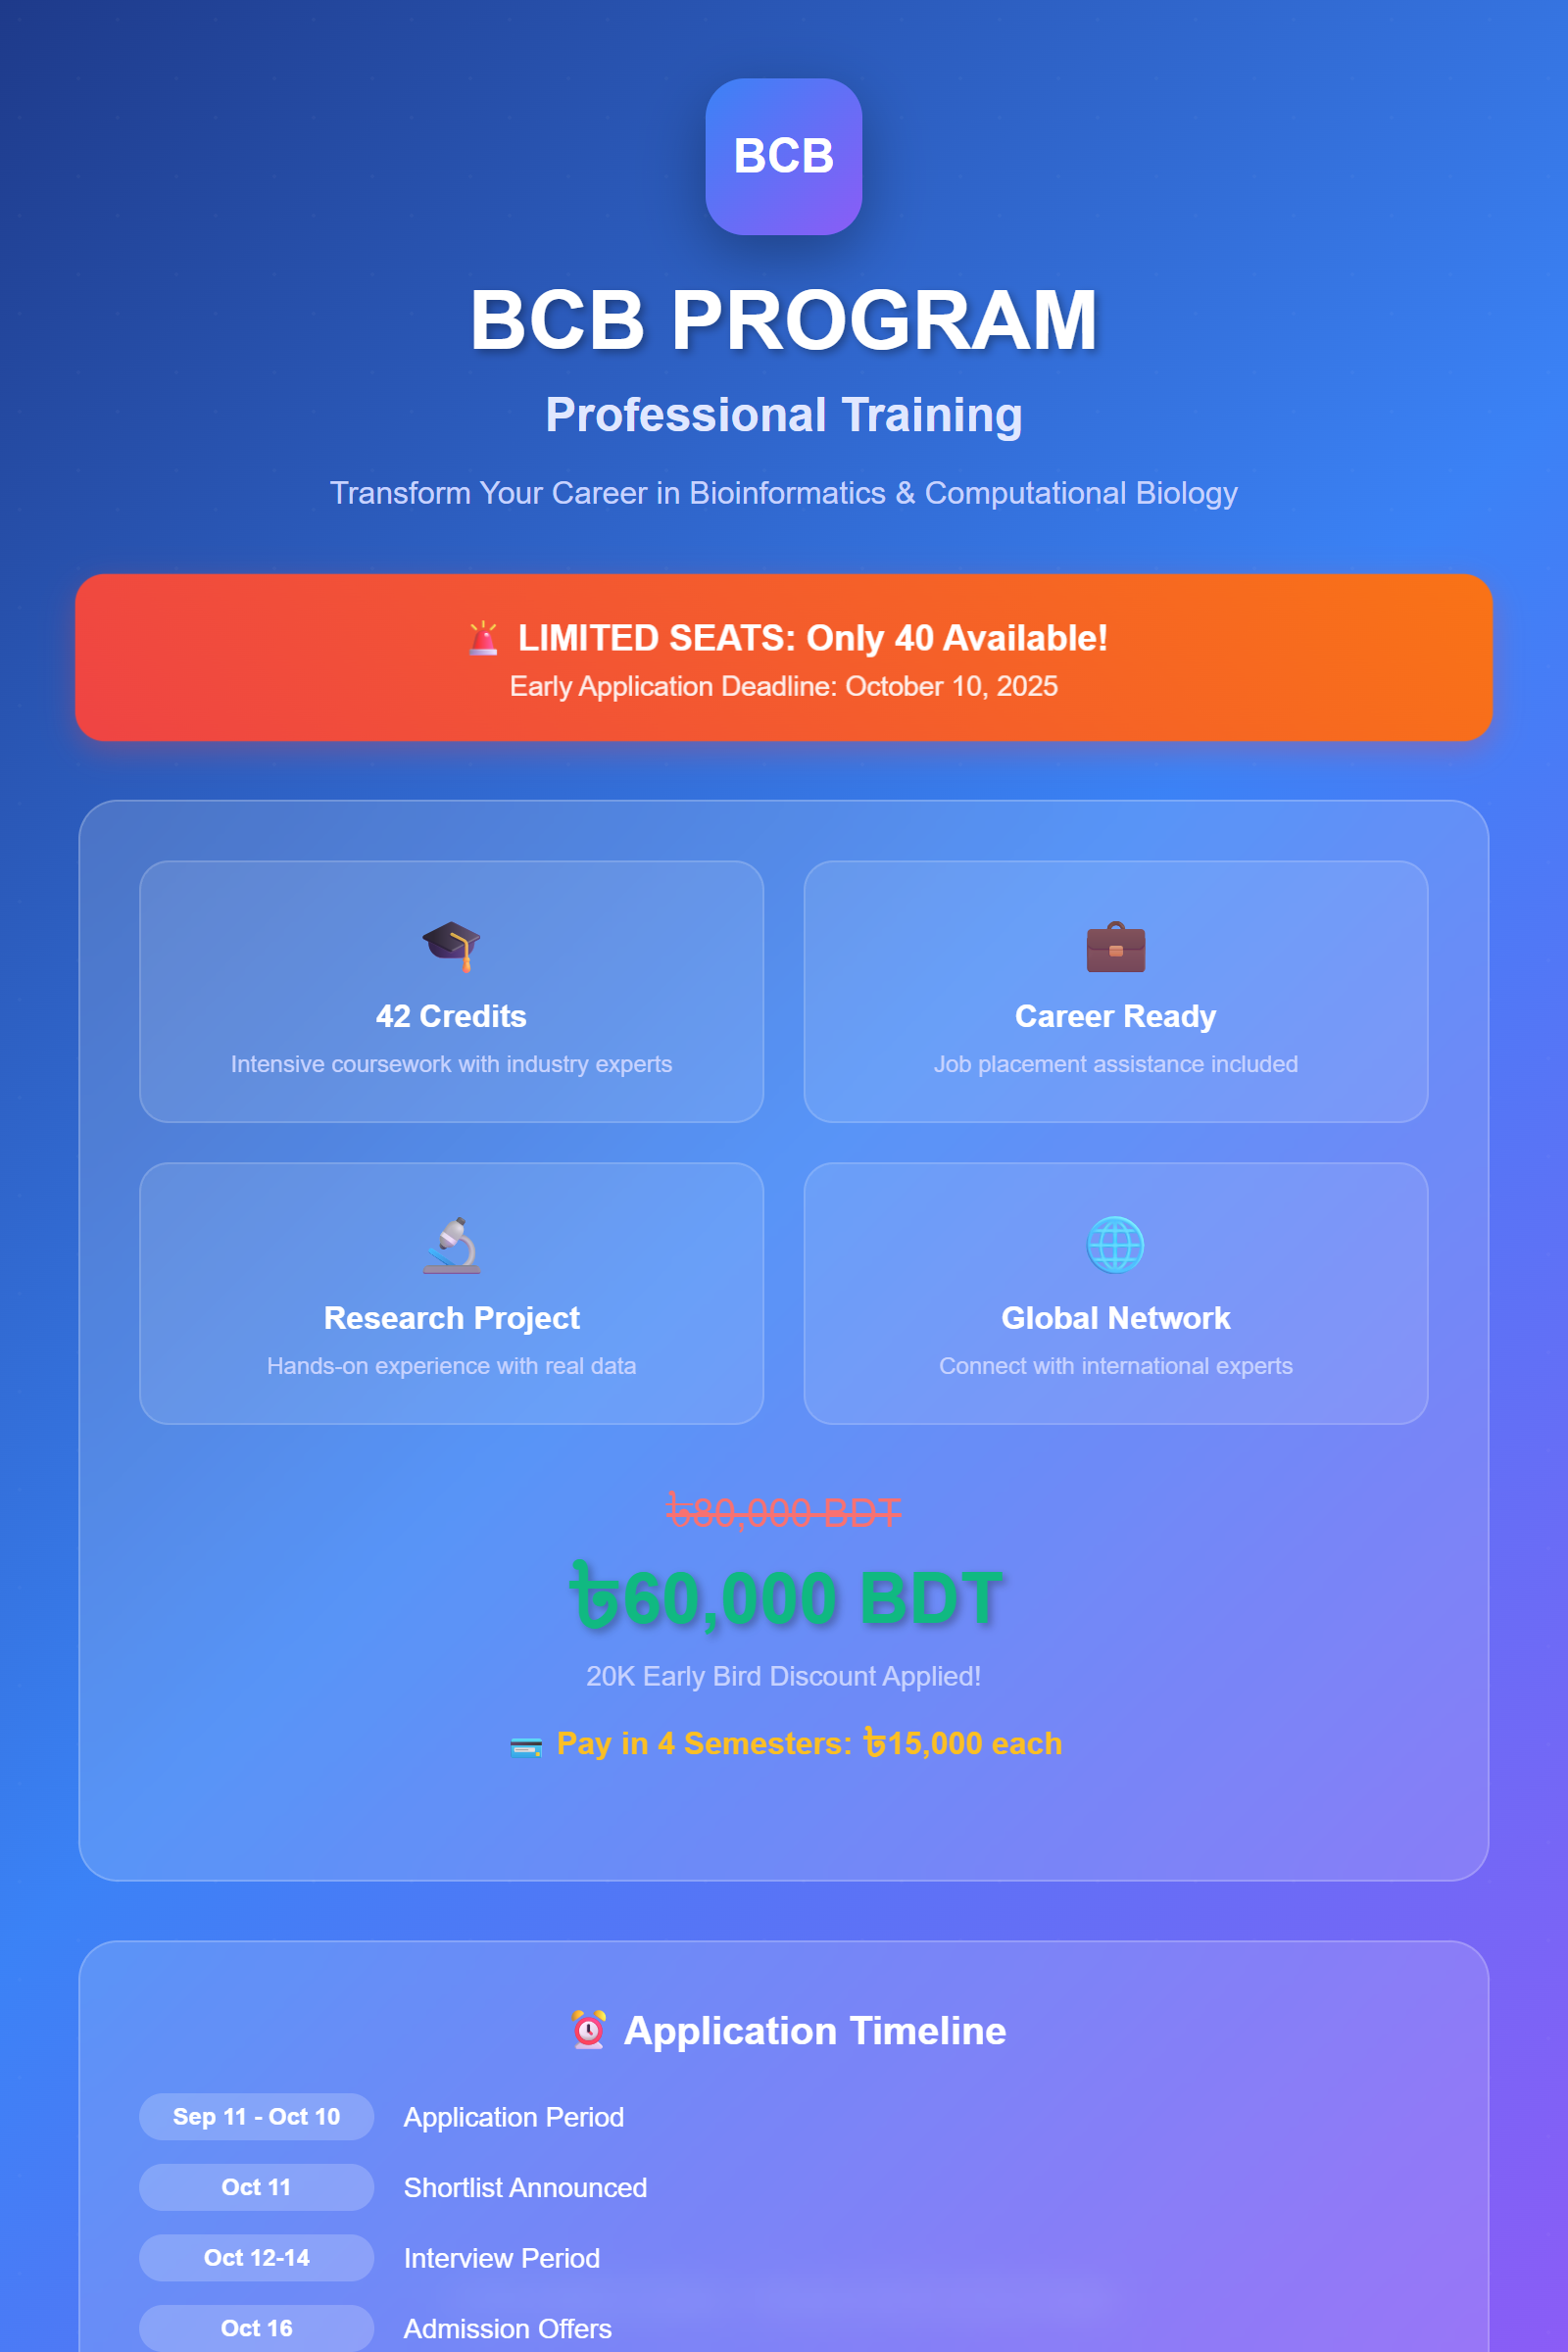 BCB
BCB PROGRAM
Professional Training
Transform Your Career in Bioinformatics & Computational Biology
🚨 LIMITED SEATS: Only 40 Available!
Early Application Deadline: October 10, 2025
42 Credits
Intensive coursework with industry experts
Career Ready
Job placement assistance included
Research Project
Hands-on experience with real data
Global Network
Connect with international experts
৳80,000 BDT
৳60,000 BDT
20K Early Bird Discount Applied!
💳 Pay in 4 Semesters: ৳15,000 each
⏰ Application Timeline
Sep 11 - Oct 10 Application Period
Oct 11 Shortlist Announced
Oct 12-14 Interview Period
Oct 16 Admission Offers